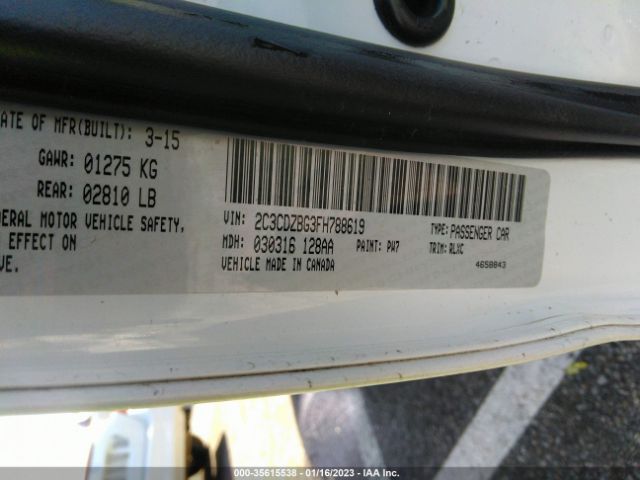 ATE OF MFR(BUILT): 3-15
GAWR: 01275 KG
REAR: 02810 LB
NERAL MOTOR VEHICLE SAFETY,
EFFECT ON
VE.
VIN: 2C3CDZBG3FH788619
TYPE: PASSENGER CAR
MDH: 030316 128AA
PAINT: PW7
TRIM: RLXC
VEHICLE MADE IN CANADA
4658843
000-35615538 - 01/16/2023 - IAA Inc.